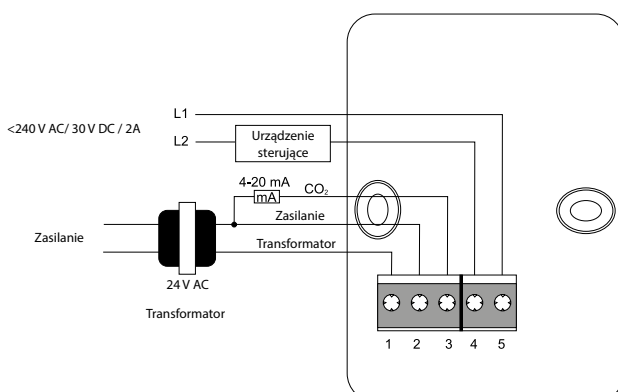 L1
<240 V AC/ 30 V DC / 2A
L2
Urządzenie
sterujące
4-20 mA
CO₂
mA
Zasilanie
Zasilanie
Transformator
24 V AC
Transformator
1 2 3 4 5